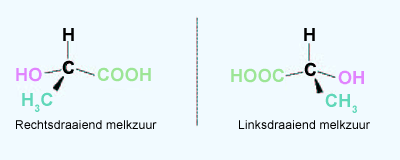 H H
HO C COOH HOOC C OH
H₃C CH₃
Rechtsdraaiend melkzuur Linksdraaiend melkzuur